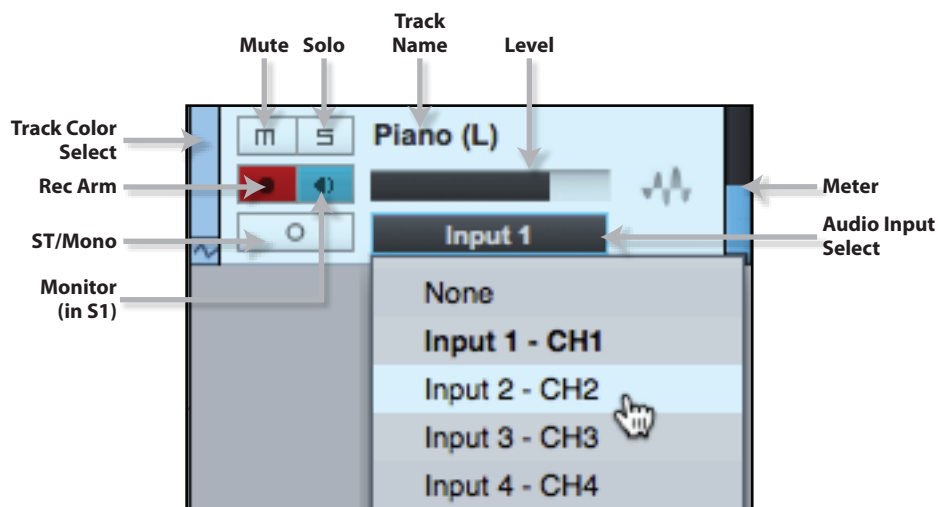 Track
Mute Solo Name Level
Track Color
Select
m S Piano (L)
Rec Arm
Meter
ST/Mono
Input 1
Audio Input
Select
Monitor
(in S1)
None
Input 1 - CH1
Input 2 - CH2
Input 3 - CH3
Input 4 - CH4